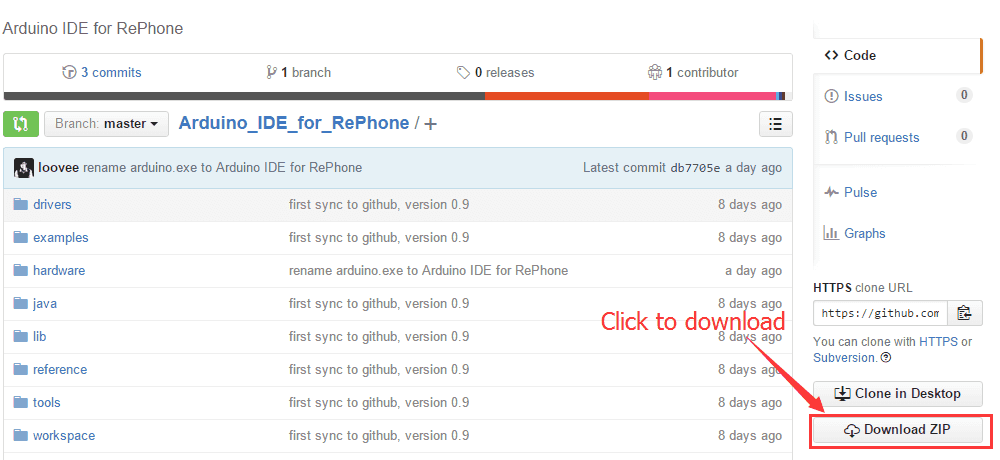 Arduino IDE for RePhone
3 commits
1 branch
0 releases
1 contributor
Branch: master
Arduino_IDE_for_RePhone / +
loovee rename arduino.exe to Arduino IDE for RePhone
Latest commit db7705e a day ago
drivers first sync to github, version 0.9 8 days ago
examples first sync to github, version 0.9 8 days ago
hardware rename arduino.exe to Arduino IDE for RePhone a day ago
java first sync to github, version 0.9 8 days ago
lib first sync to github, version 0.9 8 days ago
reference first sync to github, version 0.9 8 days ago
tools first sync to github, version 0.9 8 days ago
workspace first sync to github, version 0.9 8 days ago
Code
Issues 0
Pull requests 0
Pulse
Graphs
HTTPS clone URL
https://github.com
You can clone with HTTPS or
Subversion.
Clone in Desktop
Download ZIP
Click to download